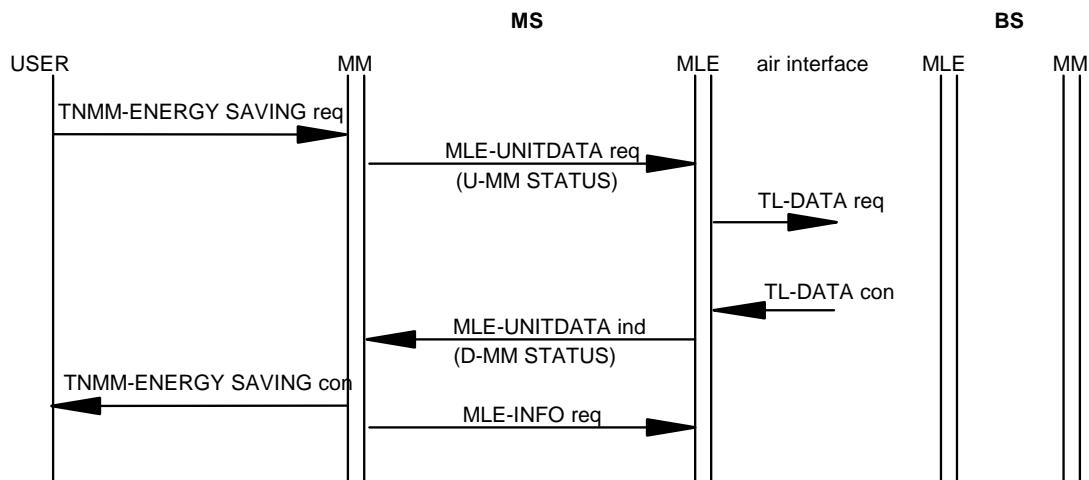 MS BS
USER MM MLE air interface MLE MM
TNMM-ENERGY SAVING req
MLE-UNITDATA req
(U-MM STATUS)
TL-DATA req
TL-DATA con
MLE-UNITDATA ind
(D-MM STATUS)
TNMM-ENERGY SAVING con
MLE-INFO req